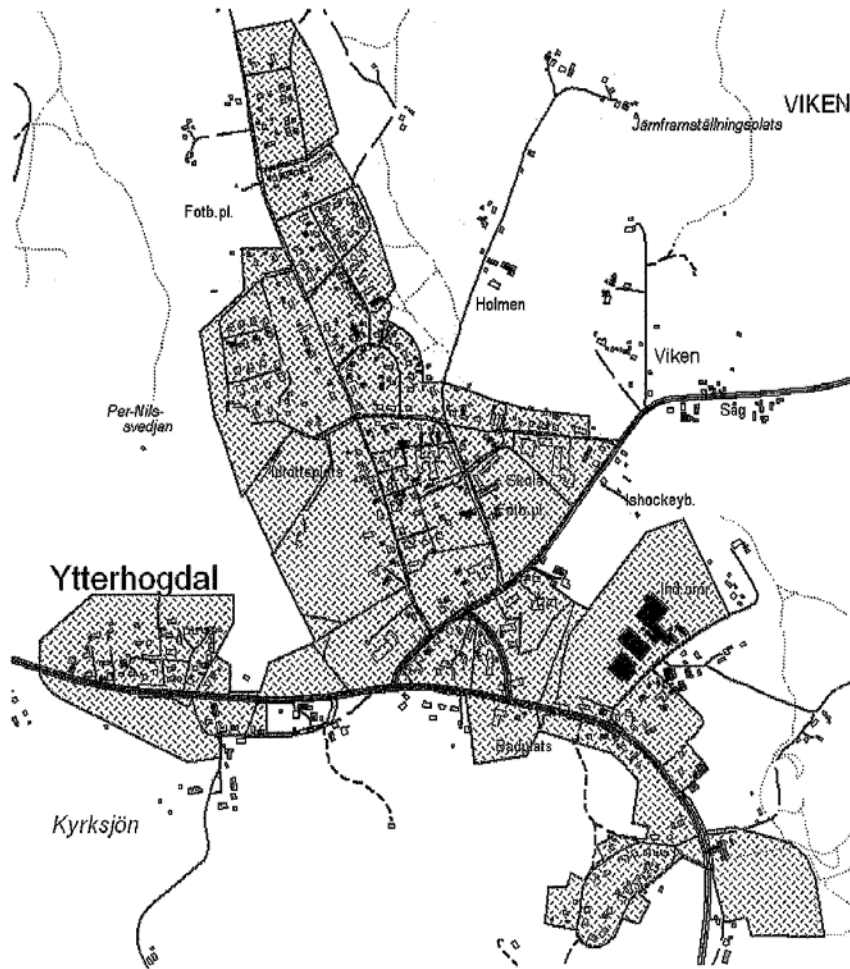 VIKEN
Järnframställningsplats
Fotb.pl.
Holmen
Viken
Per-Nils-
svedjan
Såg
Idrottsplats
Skola
Ishockeyb.
Fotb.pl.
Ytterhogdal
Ind.omr
Badplats
Kyrksjön